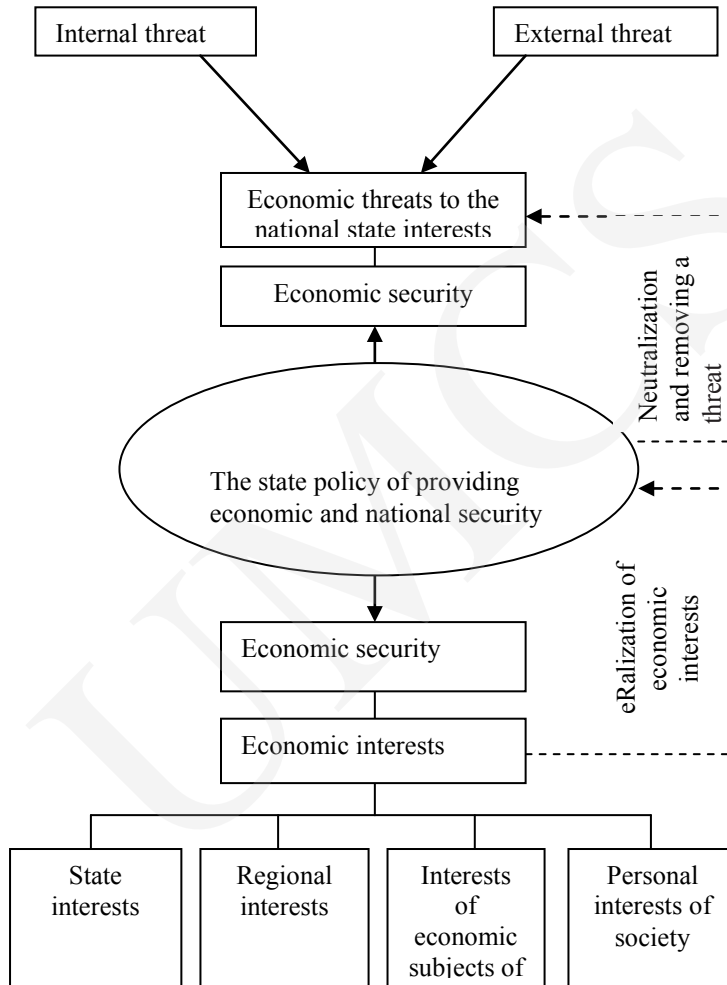 Internal threat
External threat
Economic threats to the
national state interests
Economic security
Neutralization
and removing a
threat
The state policy of providing
economic and national security
eRalization of
economic
interests
Economic security
Economic interests
State
interests
Regional
interests
Interests
of
economic
subjects of
Personal
interests of
society
UMCS